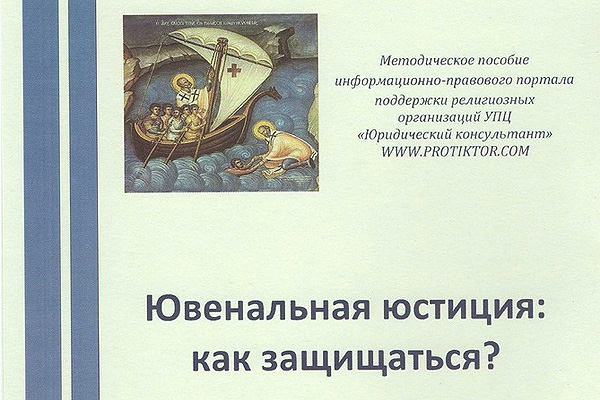 Методическое пособие
информационно-правового портала
поддержки религиозных
организаций УПЦ
«Юридический консультант»
WWW.PROTIKTOR.COM
Ювенальная юстиция:
как защищаться?